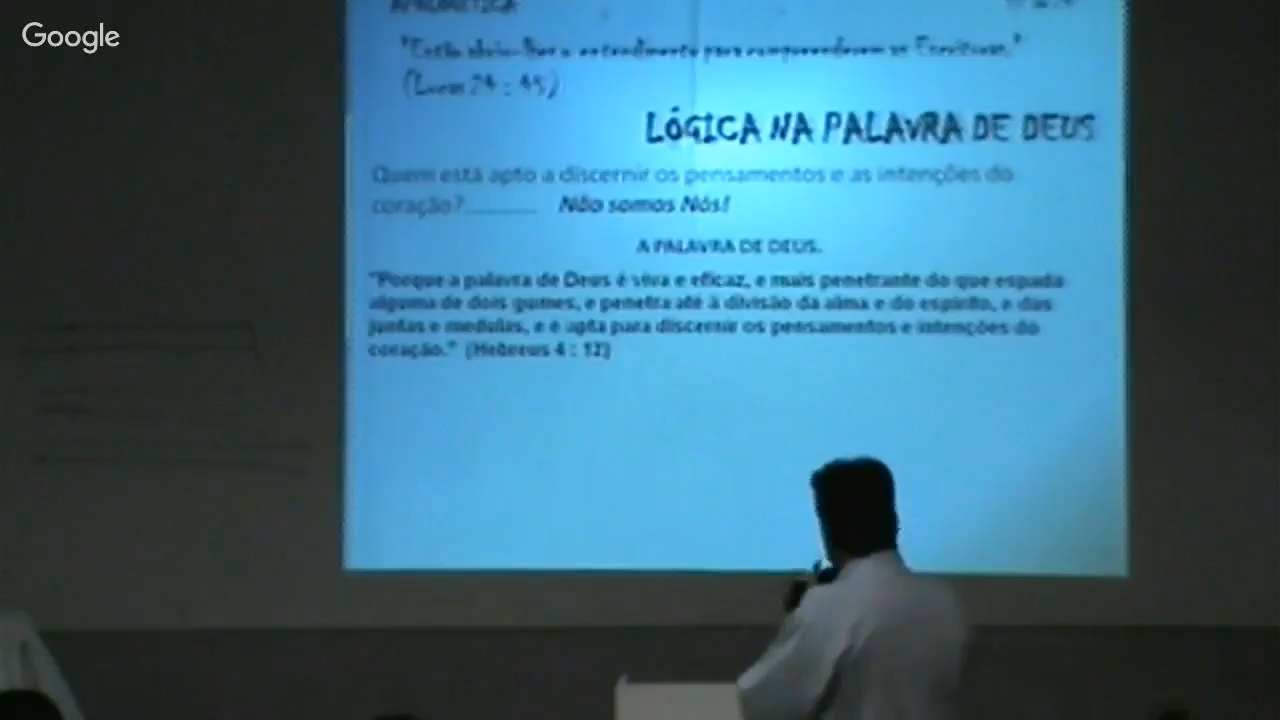 Google
APOLOGÉTICA
"Então abriu-lhes o entendimento para compreenderem as Escrituras."
(Lucas 24 : 45)
LÓGICA NA PALAVRA DE DEUS
Quem está apto a discernir os pensamentos e as intenções do
coração?________ Não somos Nós!
A PALAVRA DE DEUS.
"Porque a palavra de Deus é viva e eficaz, e mais penetrante do que espada
alguma de dois gumes, e penetra até à divisão da alma e do espírito, e das
juntas e medulas, e é apta para discernir os pensamentos e intenções do
coração." (Hebreus 4 : 12)